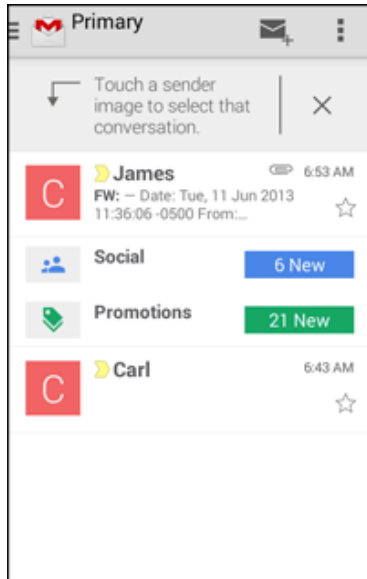 Primary
Touch a sender
image to select that
conversation.
C
James
6:53 AM
FW: – Date: Tue, 11 Jun 2013
11:36:06 -0500 From:...
Social
6 New
Promotions
21 New
C
Carl
6:43 AM